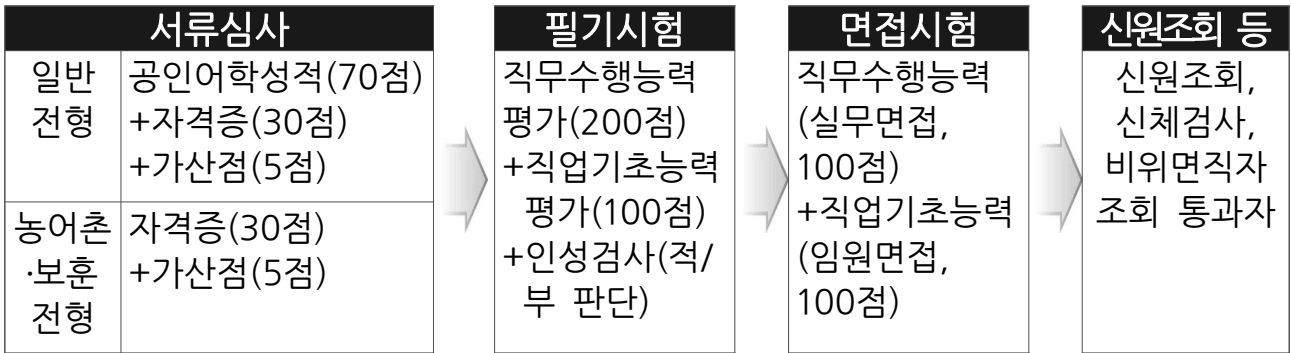 서류심사
일반
전형
공인어학성적(70점)
+자격증(30점)
+가산점(5점)
농어촌
·보훈
전형
자격증(30점)
+가산점(5점)
필기시험
직무수행능력
평가(200점)
+직업기초능력
평가(100점)
+인성검사(적/
부 판단)
면접시험
직무수행능력
(실무면접,
100점)
+직업기초능력
(임원면접,
100점)
신원조회 등
신원조회,
신체검사,
비위면직자
조회 통과자